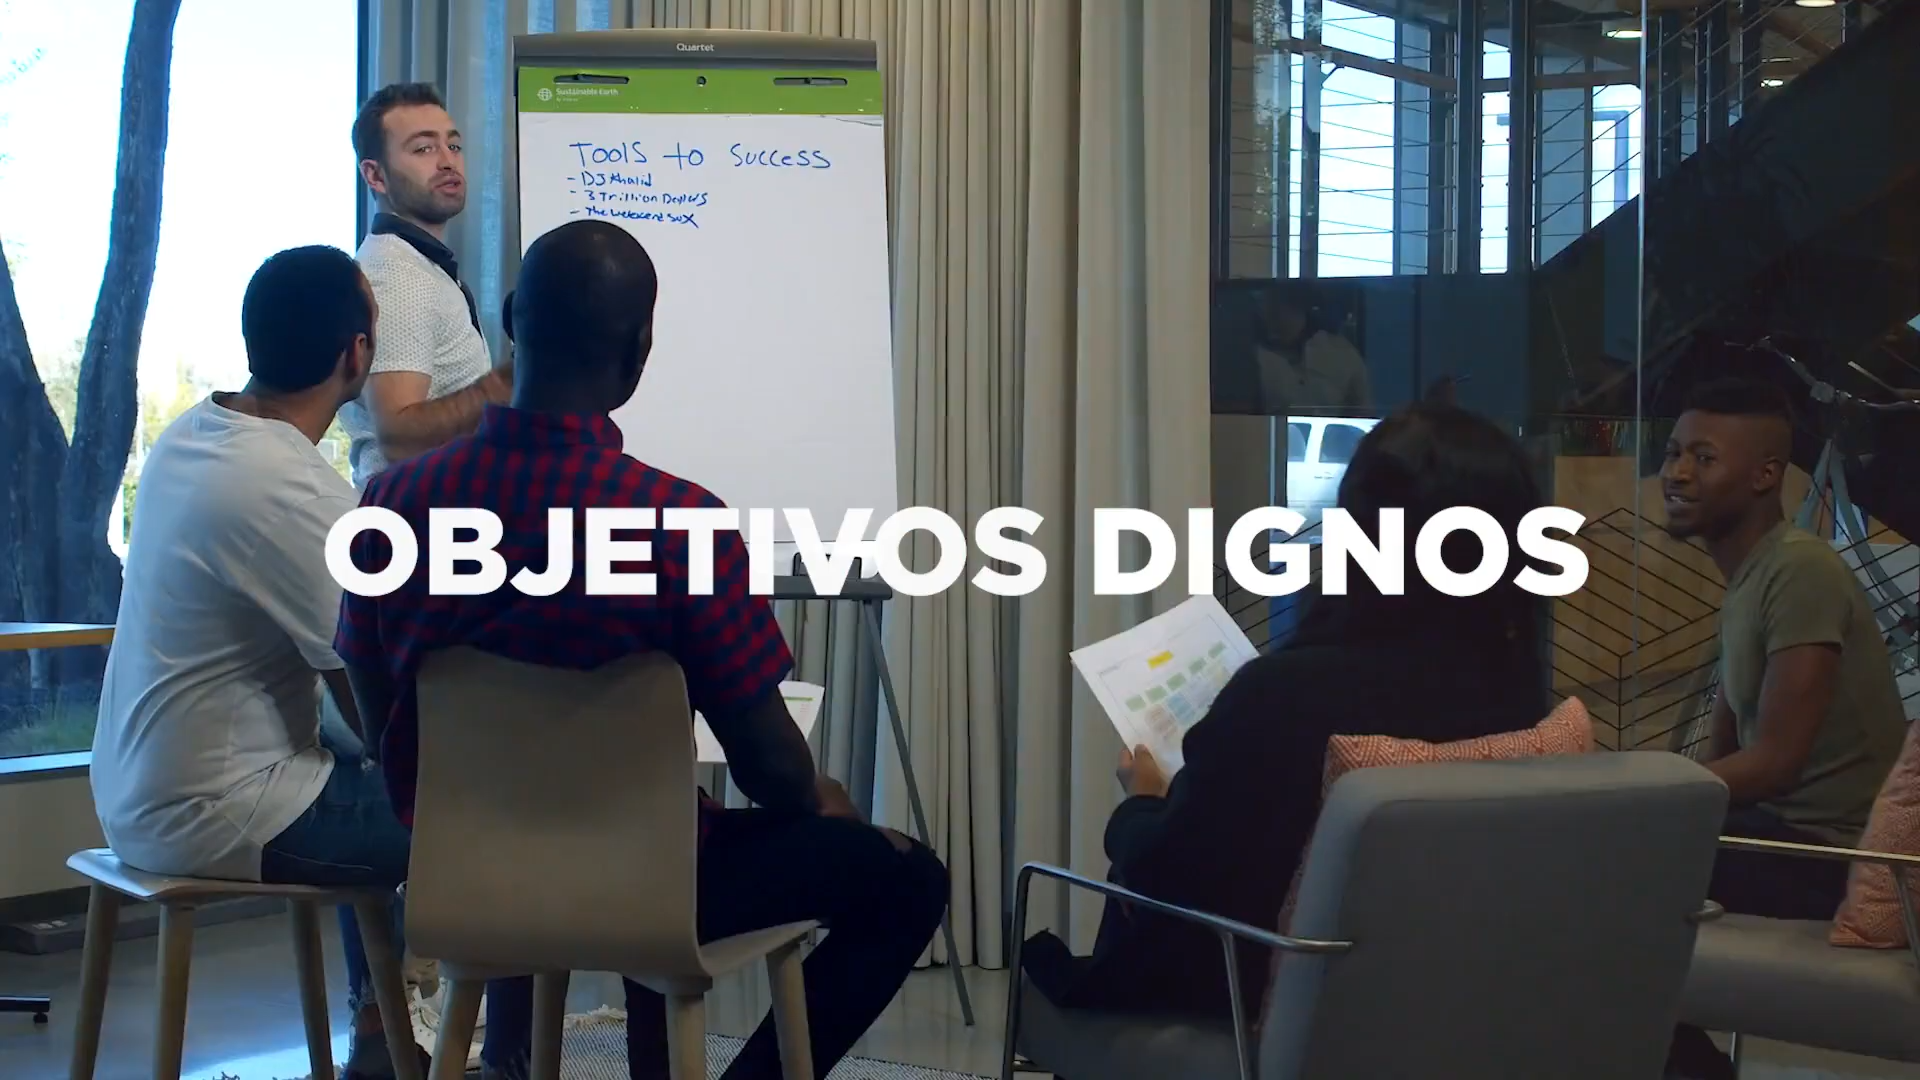 Quartet
Sustainable Earth
Tools to Success
- DJ Khalid
- 3 Trillion Dollars
- The weekend sux
OBJETIVOS DIGNOS